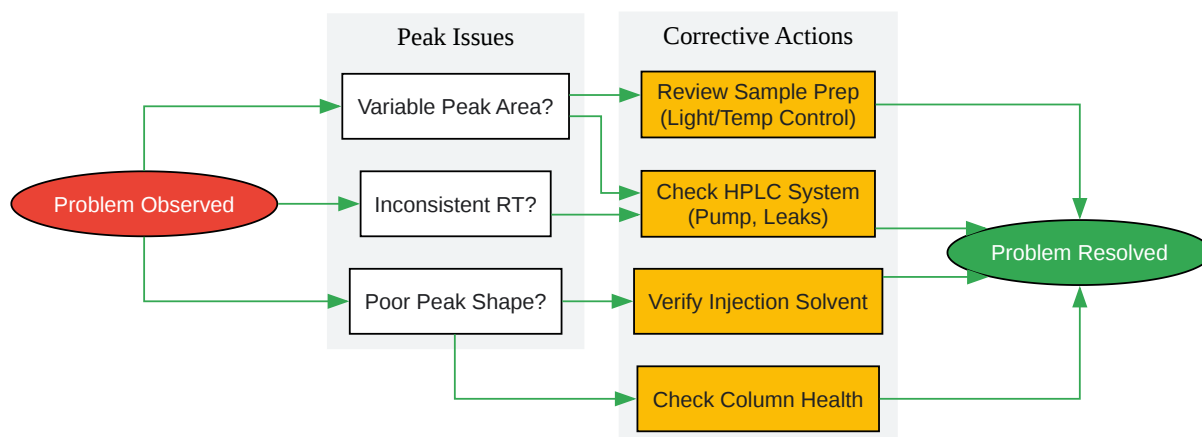 Peak Issues
Corrective Actions
Variable Peak Area?
Review Sample Prep
(Light/Temp Control)
Problem Observed
Inconsistent RT?
Check HPLC System
(Pump, Leaks)
Problem Resolved
Poor Peak Shape?
Verify Injection Solvent
Check Column Health